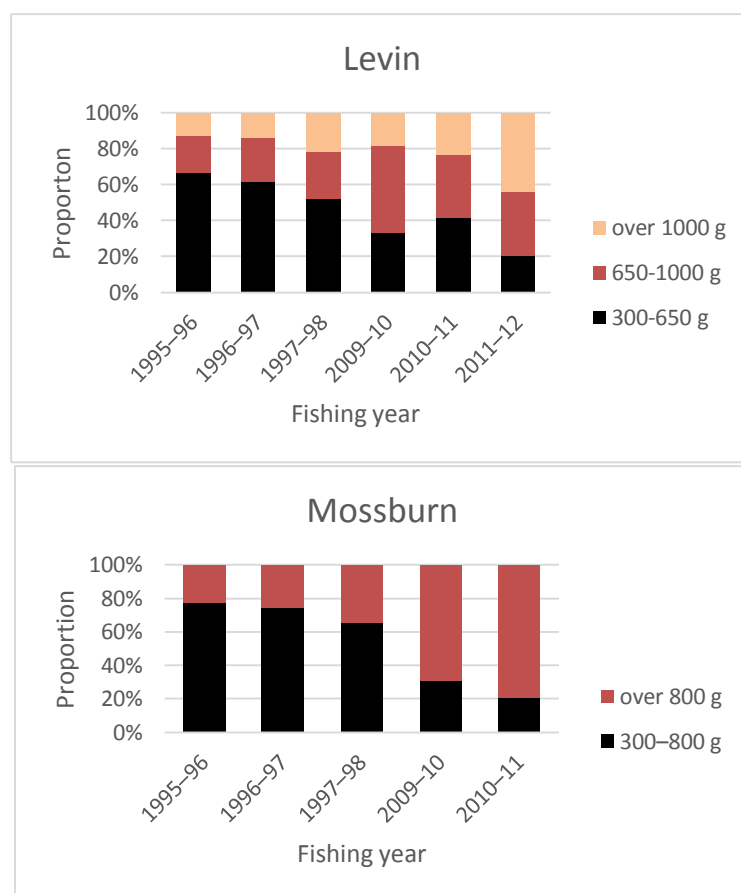 Levin
Proporton
100%
80%
60%
40%
20%
0%
1995–96
1996–97
1997–98
2009–10
2010–11
2011–12
Fishing year
over 1000 g
650-1000 g
300-650 g
Mossburn
Proportion
100%
80%
60%
40%
20%
0%
1995–96
1996–97
1997–98
2009–10
2010–11
Fishing year
over 800 g
300–800 g